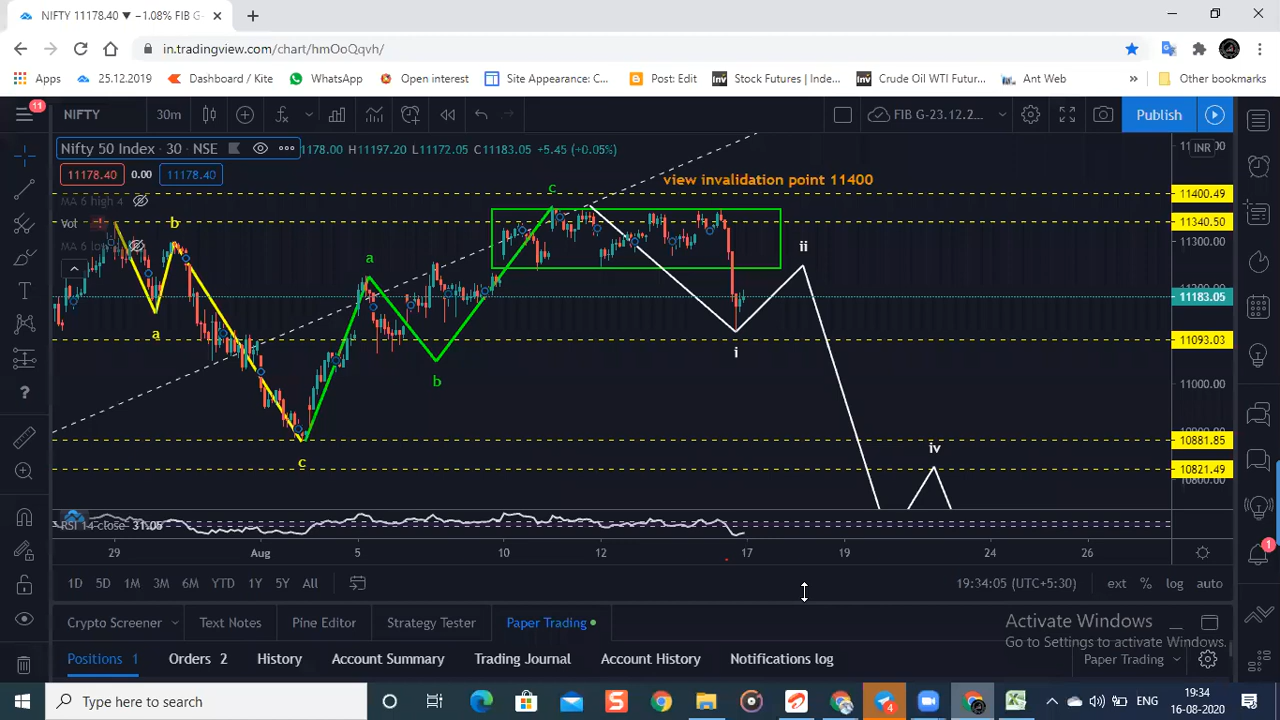 NIFTY 11178.40 ▼ −1.08% FIB G-
in.tradingview.com/chart/hmOoQqvh/
Apps 25.12.2019 Dashboard / Kite WhatsApp Open interest Site Appearance: C... Post: Edit Stock Futures | Inde... Crude Oil WTI Futur... Ant Web » Other bookmarks
11 NIFTY 30m FIB G-23.12.2... Publish
Nifty 50 Index · 30 · NSE 11178.00 H11197.20 L11172.05 C11183.05 +5.45 (+0.05%) INR
11178.40 0.00 11178.40
view invalidation point 11400
MA 6 high 4
11400.49
c
Vol b
11340.50
MA 6 lo
11300.00
ii
a
11183.05
a
11093.03
i
b
11000.00
11 10881.85
iv
c
10821.49
10800.00
RSI 14 close 31.05
29 Aug 5 10 12 17 19 24 26
1D 5D 1M 3M 6M YTD 1Y 5Y All 19:34:05 (UTC+5:30) ext % log auto
Crypto Screener Text Notes Pine Editor Strategy Tester Paper Trading
Activate Windows
Go to Settings to activate Windows.
Positions 1 Orders 2 History Account Summary Trading Journal Account History Notifications log Paper Trading
1
Type here to search 4 ENG 19:34
16-08-2020